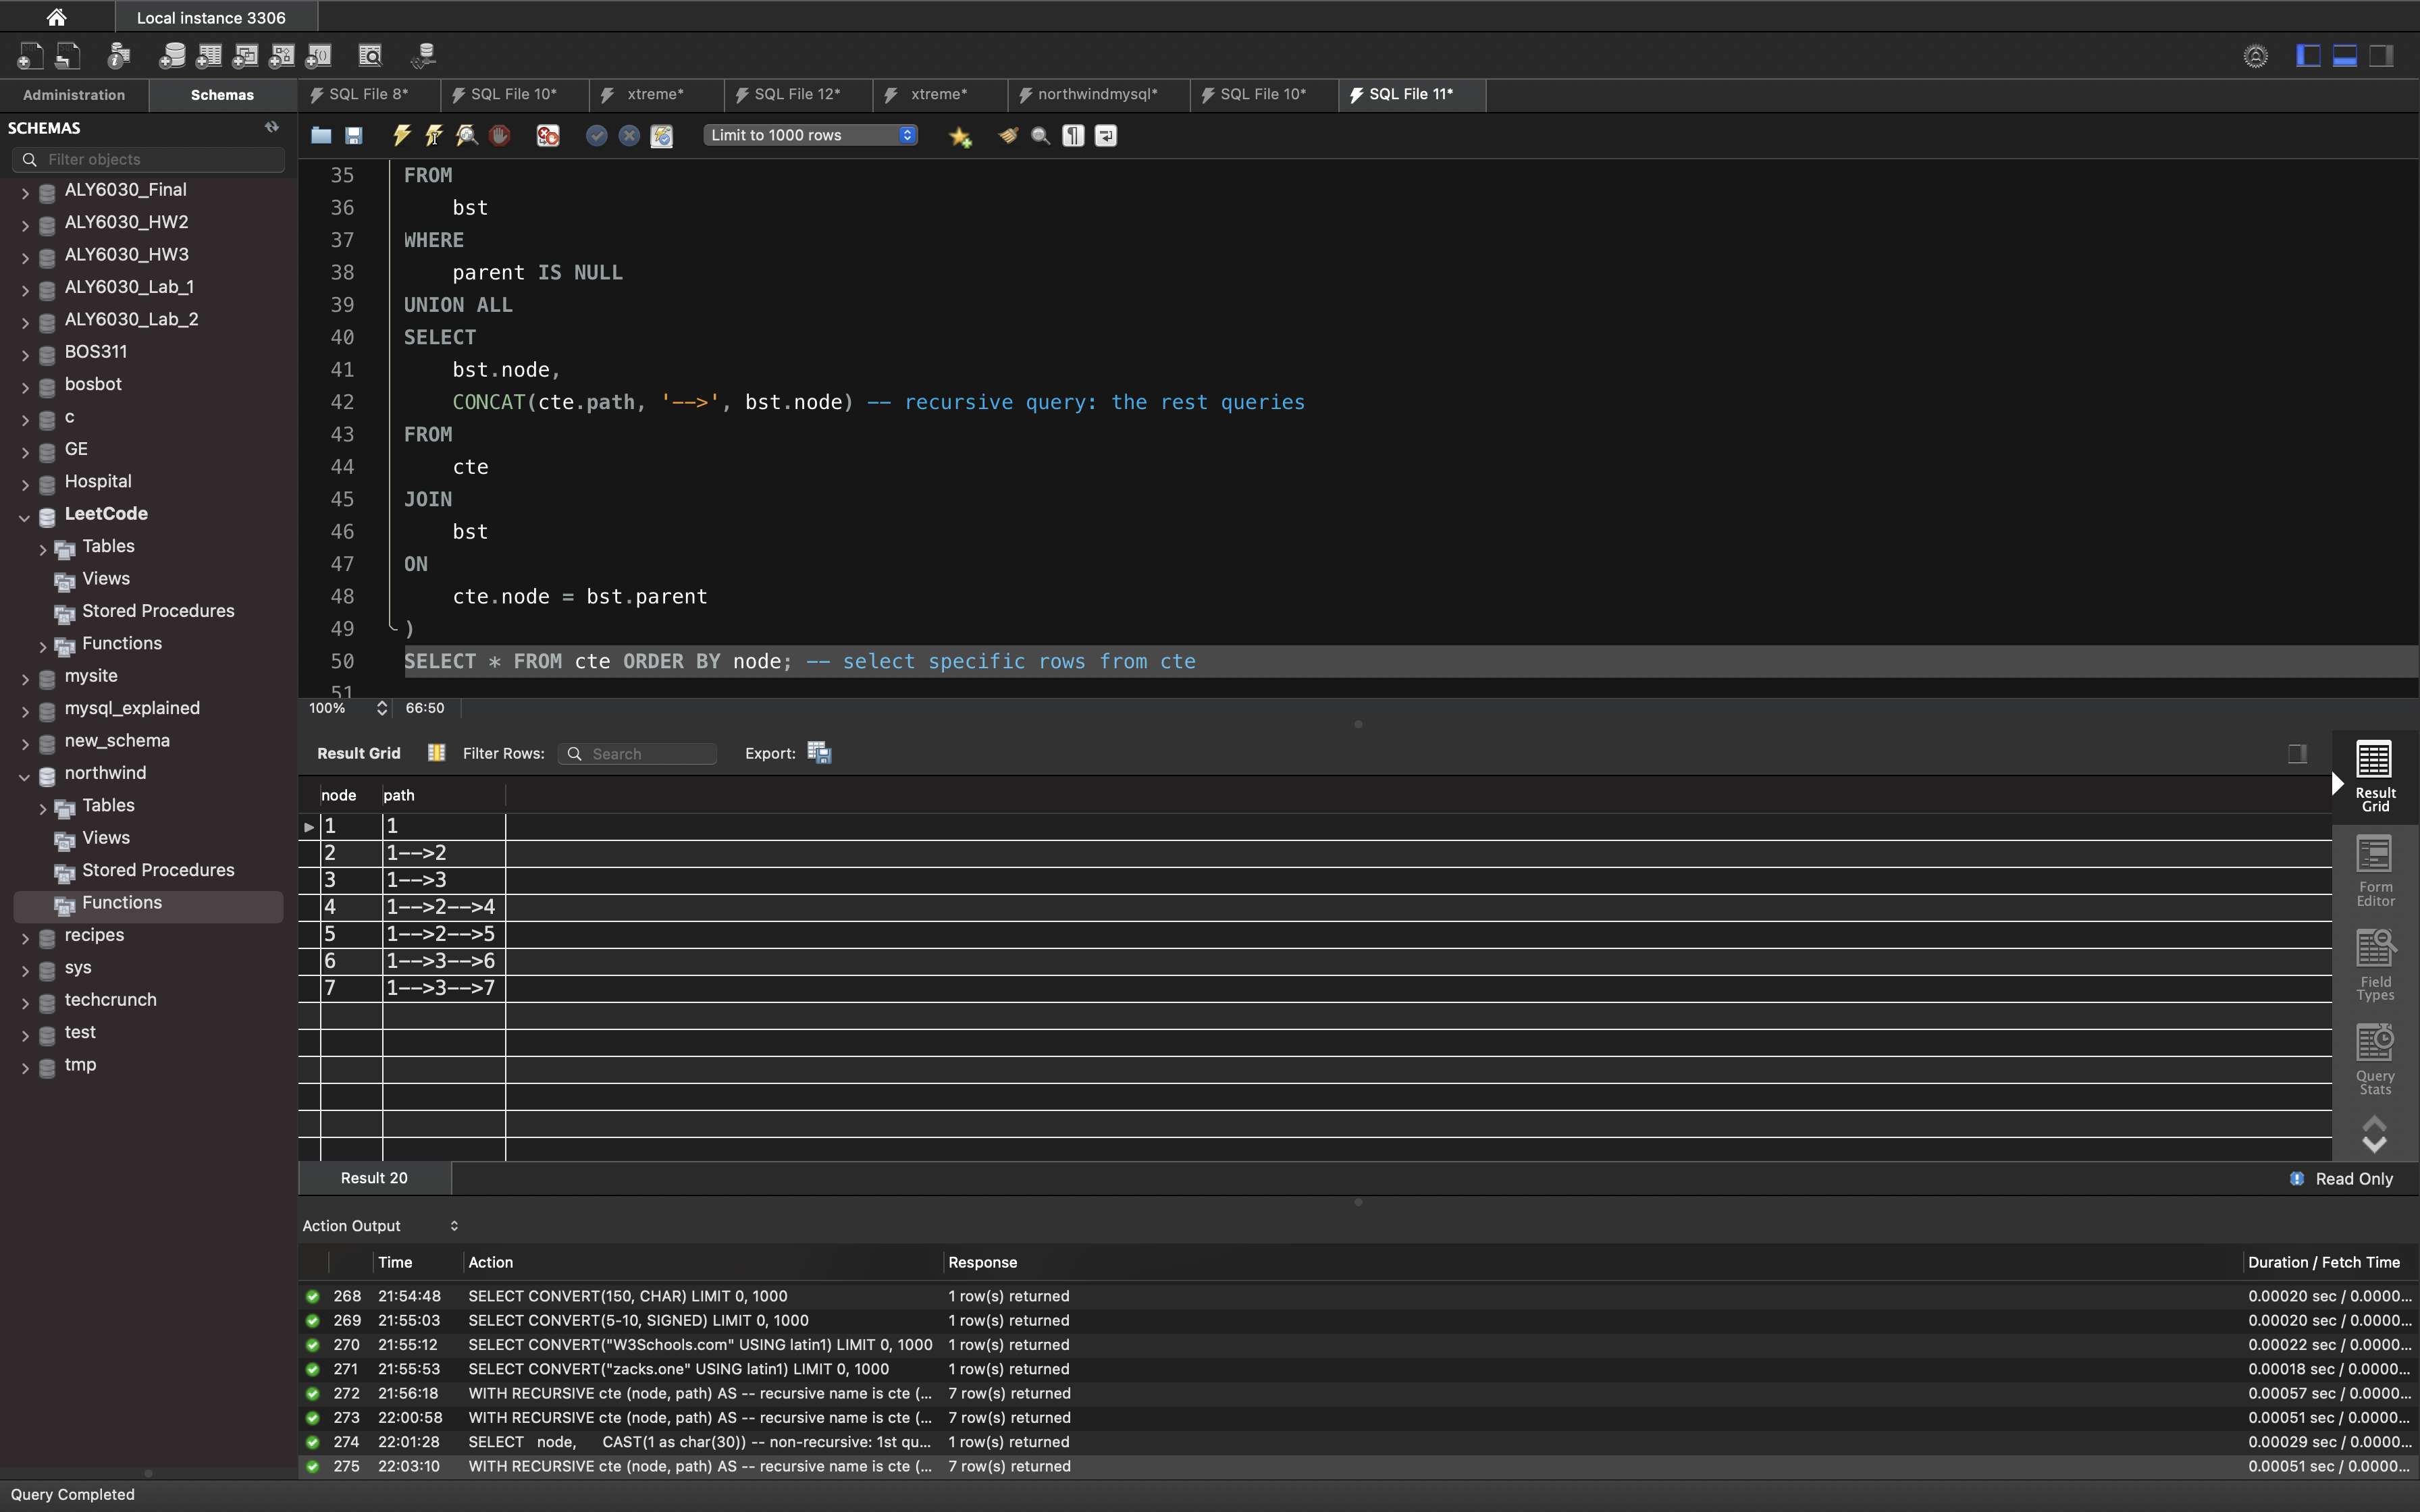 Local instance 3306
Administration
Schemas
SQL File 8*
SQL File 10*
xtreme*
SQL File 12*
xtreme*
northwindmysql*
SQL File 10*
SQL File 11*
SCHEMAS
Filter objects
ALY6030_Final
ALY6030_HW2
ALY6030_HW3
ALY6030_Lab_1
ALY6030_Lab_2
BOS311
bosbot
c
GE
Hospital
LeetCode
Tables
Views
Stored Procedures
Functions
mysite
mysql_explained
new_schema
northwind
Tables
Views
Stored Procedures
Functions
recipes
sys
techcrunch
test
tmp
Limit to 1000 rows
35 FROM
36 bst
37 WHERE
38 parent IS NULL
39 UNION ALL
40 SELECT
41 bst.node,
42 CONCAT(cte.path, '-->', bst.node) -- recursive query: the rest queries
43 FROM
44 cte
45 JOIN
46 bst
47 ON
48 cte.node = bst.parent
49 )
50 SELECT * FROM cte ORDER BY node; -- select specific rows from cte
51
100% 66:50
Result Grid Filter Rows: Search Export:
node path
1 1
2 1-->2
3 1-->3
4 1-->2-->4
5 1-->2-->5
6 1-->3-->6
7 1-->3-->7
Result
Grid
Form
Editor
Field
Types
Query
Stats
Result 20
Read Only
Action Output
Time Action Response Duration / Fetch Time
268 21:54:48 SELECT CONVERT(150, CHAR) LIMIT 0, 1000 1 row(s) returned 0.00020 sec / 0.0000...
269 21:55:03 SELECT CONVERT(5-10, SIGNED) LIMIT 0, 1000 1 row(s) returned 0.00020 sec / 0.0000...
270 21:55:12 SELECT CONVERT("W3Schools.com" USING latin1) LIMIT 0, 1000 1 row(s) returned 0.00022 sec / 0.0000...
271 21:55:53 SELECT CONVERT("zacks.one" USING latin1) LIMIT 0, 1000 1 row(s) returned 0.00018 sec / 0.0000...
272 21:56:18 WITH RECURSIVE cte (node, path) AS -- recursive name is cte (... 7 row(s) returned 0.00057 sec / 0.0000...
273 22:00:58 WITH RECURSIVE cte (node, path) AS -- recursive name is cte (... 7 row(s) returned 0.00051 sec / 0.0000...
274 22:01:28 SELECT node, CAST(1 as char(30)) -- non-recursive: 1st qu... 1 row(s) returned 0.00029 sec / 0.0000...
275 22:03:10 WITH RECURSIVE cte (node, path) AS -- recursive name is cte (... 7 row(s) returned 0.00051 sec / 0.0000...
Query Completed